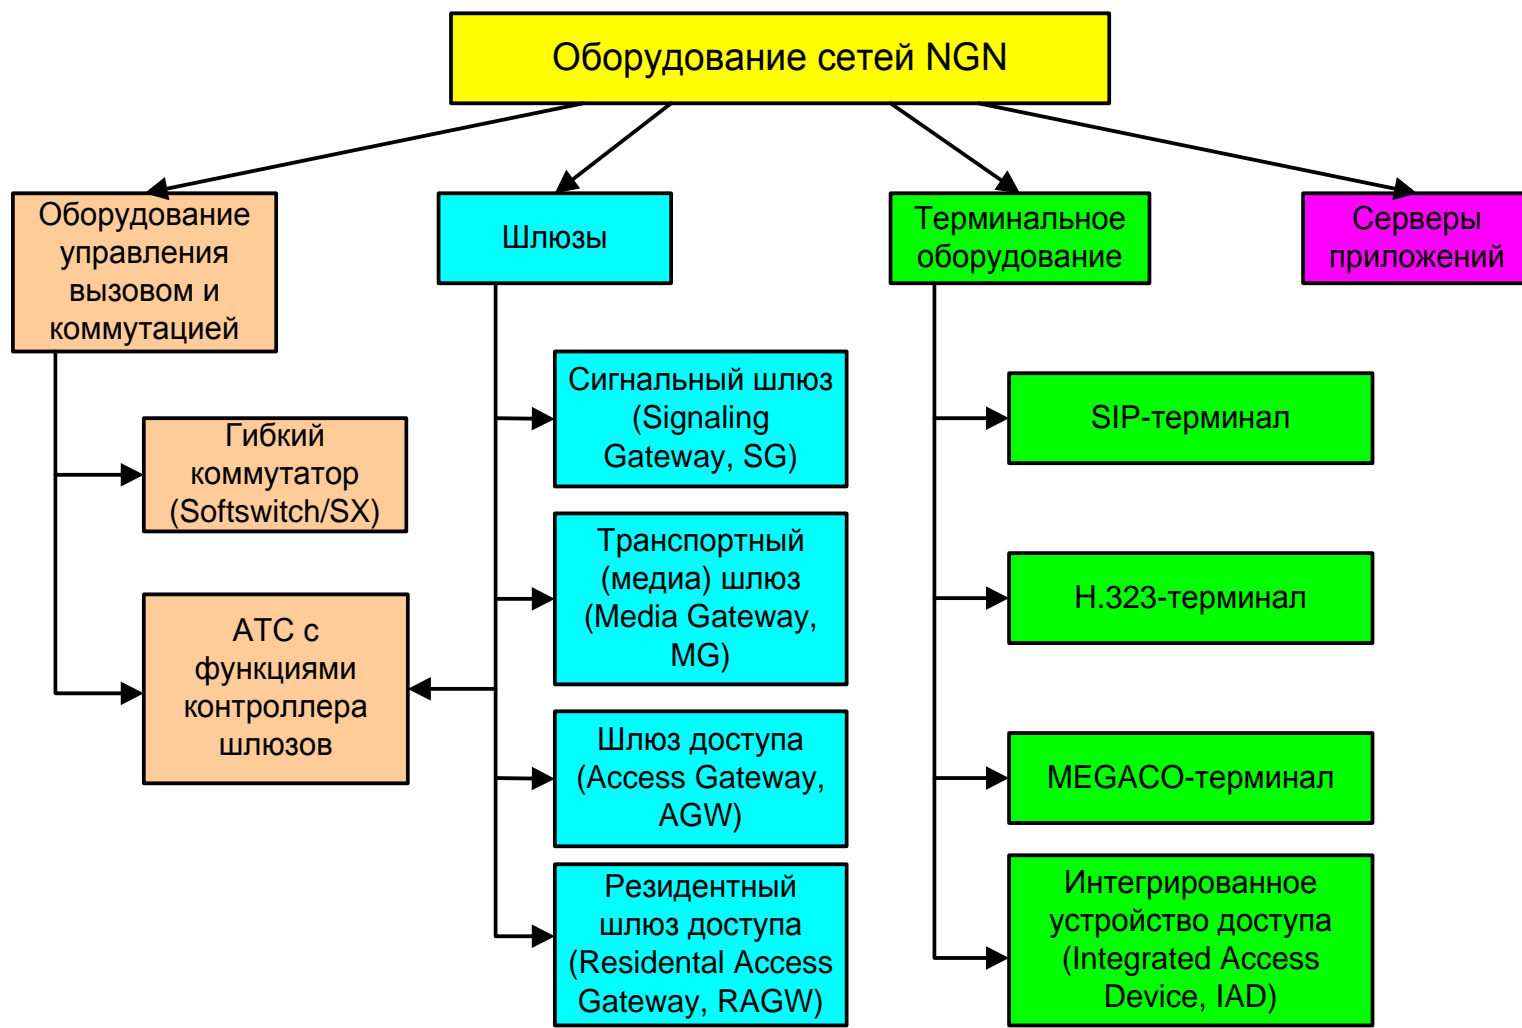 Оборудование сетей NGN
Оборудование
управления
вызовом и
коммутацией
Шлюзы
Терминальное
оборудование
Серверы
приложений
Гибкий
коммутатор
(Softswitch/SX)
АТС с
функциями
контроллера
шлюзов
Сигнальный шлюз
(Signaling
Gateway, SG)
Транспортный
(медиа) шлюз
(Media Gateway,
MG)
Шлюз доступа
(Access Gateway,
AGW)
Резидентный
шлюз доступа
(Residental Access
Gateway, RAGW)
SIP-терминал
H.323-терминал
MEGACO-терминал
Интегрированное
устройство доступа
(Integrated Access
Device, IAD)